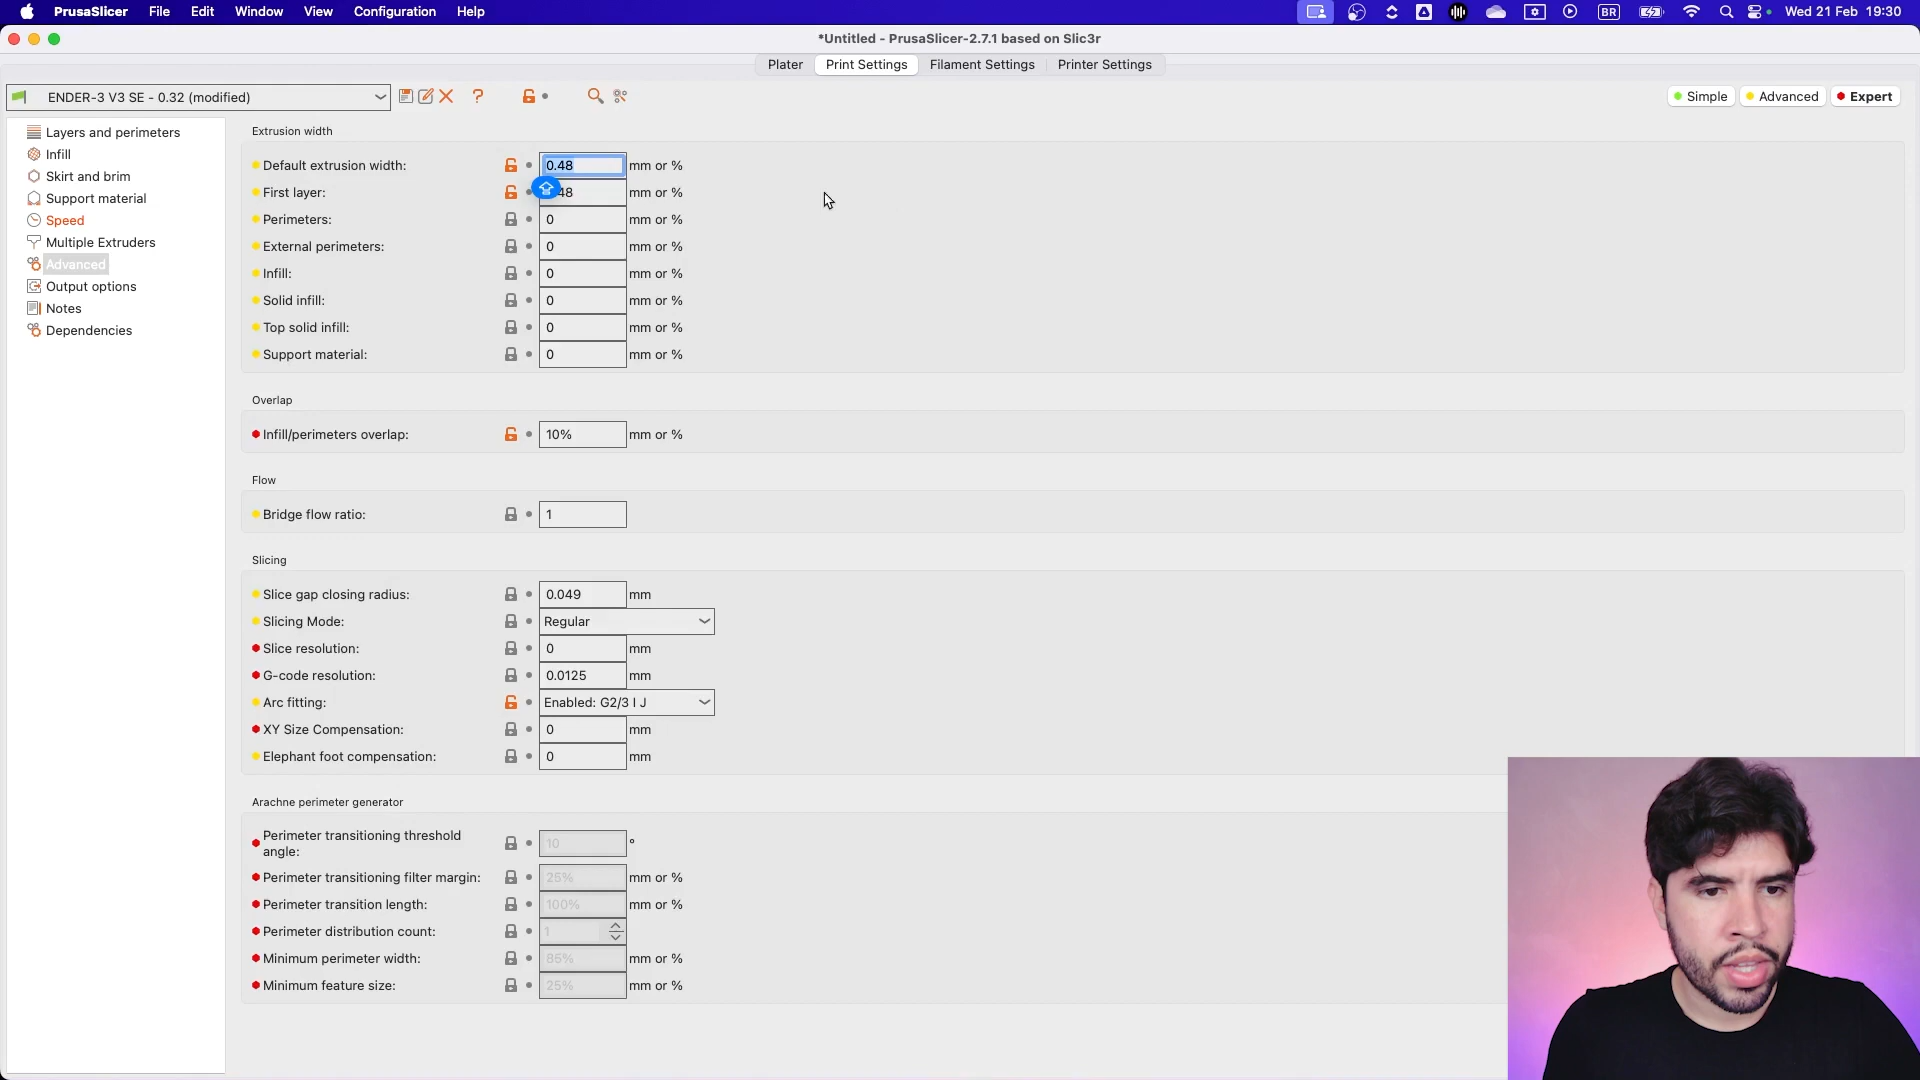 PrusaSlicer File Edit Window View Configuration Help BR Wed 21 Feb 19:30
*Untitled - PrusaSlicer-2.7.1 based on Slic3r
Plater Print Settings Filament Settings Printer Settings
ENDER-3 V3 SE - 0.32 (modified) ? Simple Advanced Expert
Layers and perimeters
Infill
Skirt and brim
Support material
Speed
Multiple Extruders
Advanced
Output options
Notes
Dependencies
Extrusion width
Default extrusion width: 0.48 mm or %
First layer: 48 mm or %
Perimeters: 0 mm or %
External perimeters: 0 mm or %
Infill: 0 mm or %
Solid infill: 0 mm or %
Top solid infill: 0 mm or %
Support material: 0 mm or %
Overlap
Infill/perimeters overlap: 10% mm or %
Flow
Bridge flow ratio: 1
Slicing
Slice gap closing radius: 0.049 mm
Slicing Mode: Regular
Slice resolution: 0 mm
G-code resolution: 0.0125 mm
Arc fitting: Enabled: G2/3 I J
XY Size Compensation: 0 mm
Elephant foot compensation: 0 mm
Arachne perimeter generator
Perimeter transitioning threshold
angle: 10 °
Perimeter transitioning filter margin: 25% mm or %
Perimeter transition length: 100% mm or %
Perimeter distribution count: 1
Minimum perimeter width: 85% mm or %
Minimum feature size: 25% mm or %